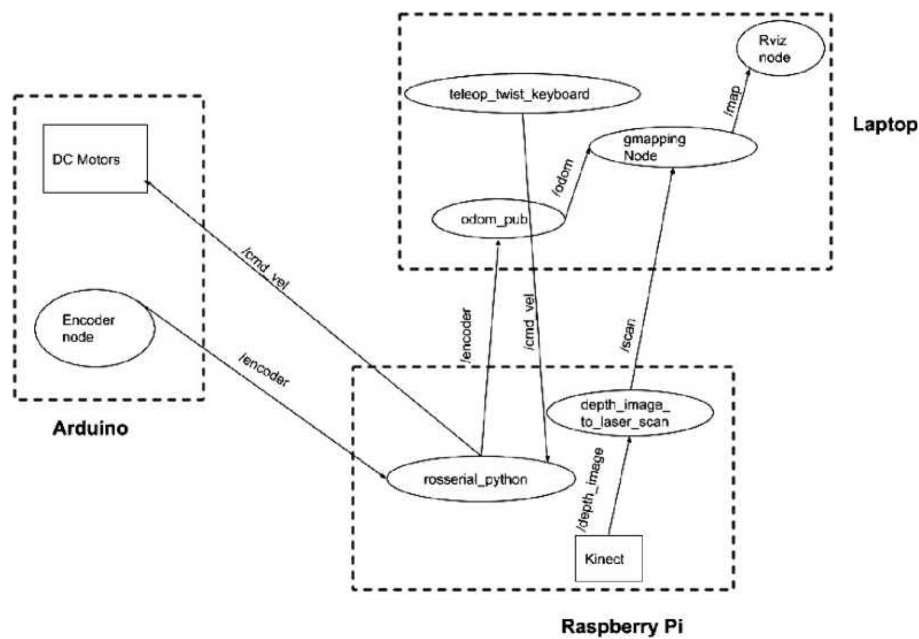 Rviz
node
teleop_twist_keyboard
Laptop
/map
gmapping
Node
DC Motors
/odom
odom_pub
/cmd_vel
/encoder
/cmd_vel
/scan
Encoder
node
/encoder
Arduino
depth_image_
to_laser_scan
rosserial_python
/depth_image
Kinect
Raspberry Pi